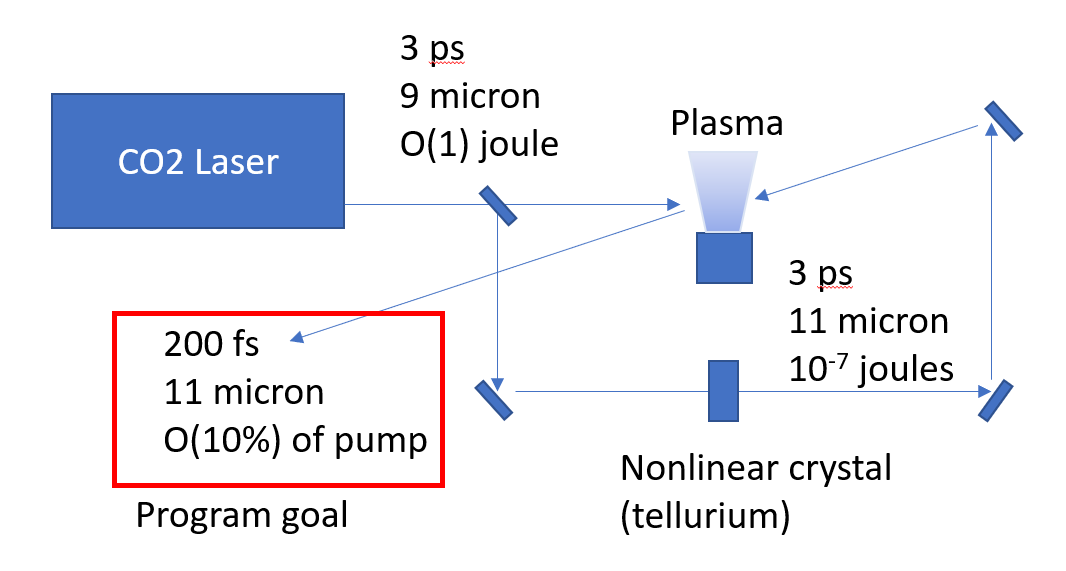 3 ps
9 micron
O(1) joule
CO2 Laser
Plasma
3 ps
11 micron
10⁻⁷ joules
200 fs
11 micron
O(10%) of pump
Program goal
Nonlinear crystal
(tellurium)